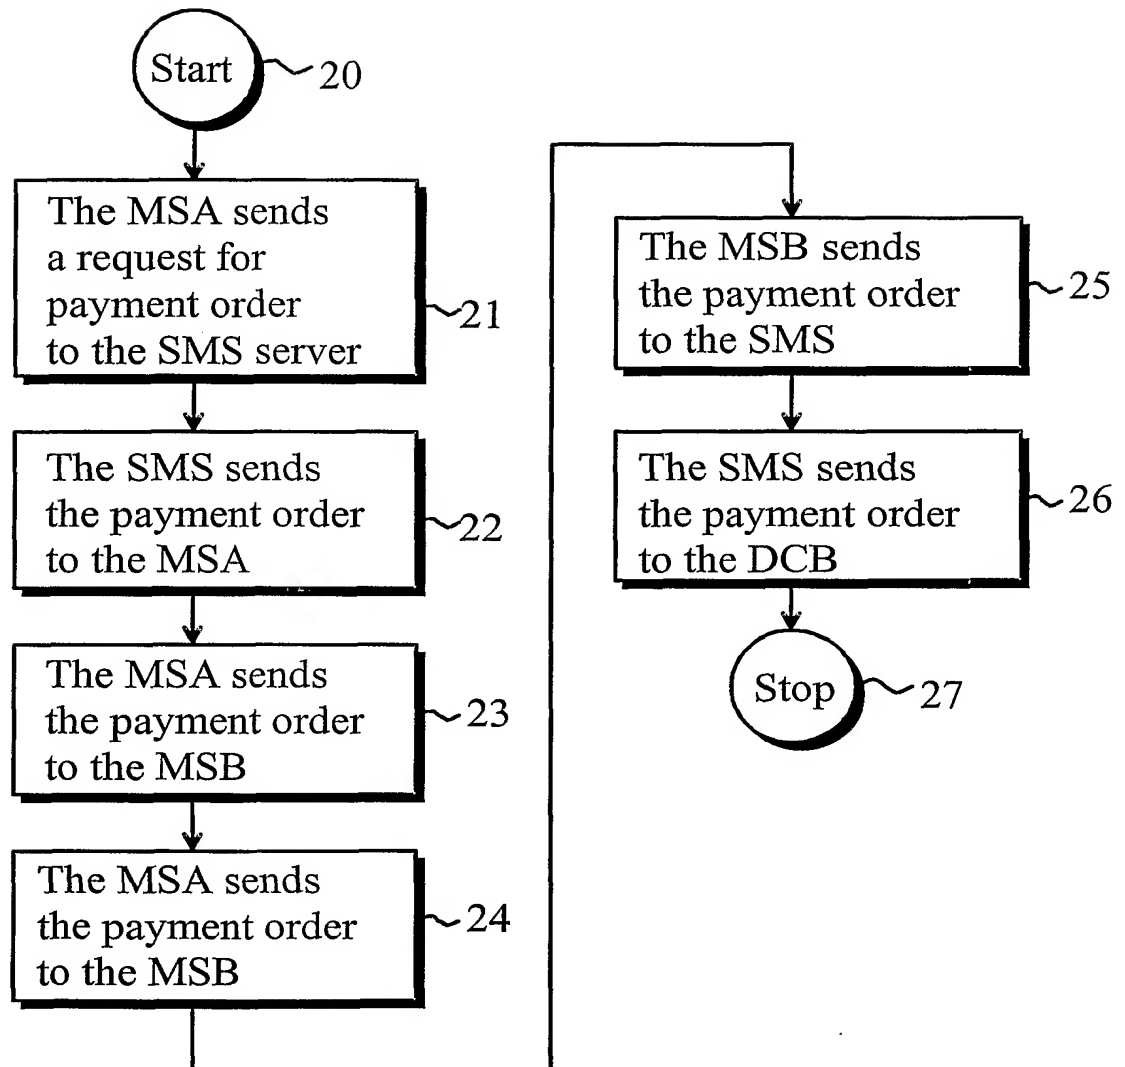 Start
20
The MSA sends
a request for
payment order
to the SMS server
21
The SMS sends
the payment order
to the MSA
22
The MSA sends
the payment order
to the MSB
23
The MSA sends
the payment order
to the MSB
24
The MSB sends
the payment order
to the SMS
25
The SMS sends
the payment order
to the DCB
26
Stop
27